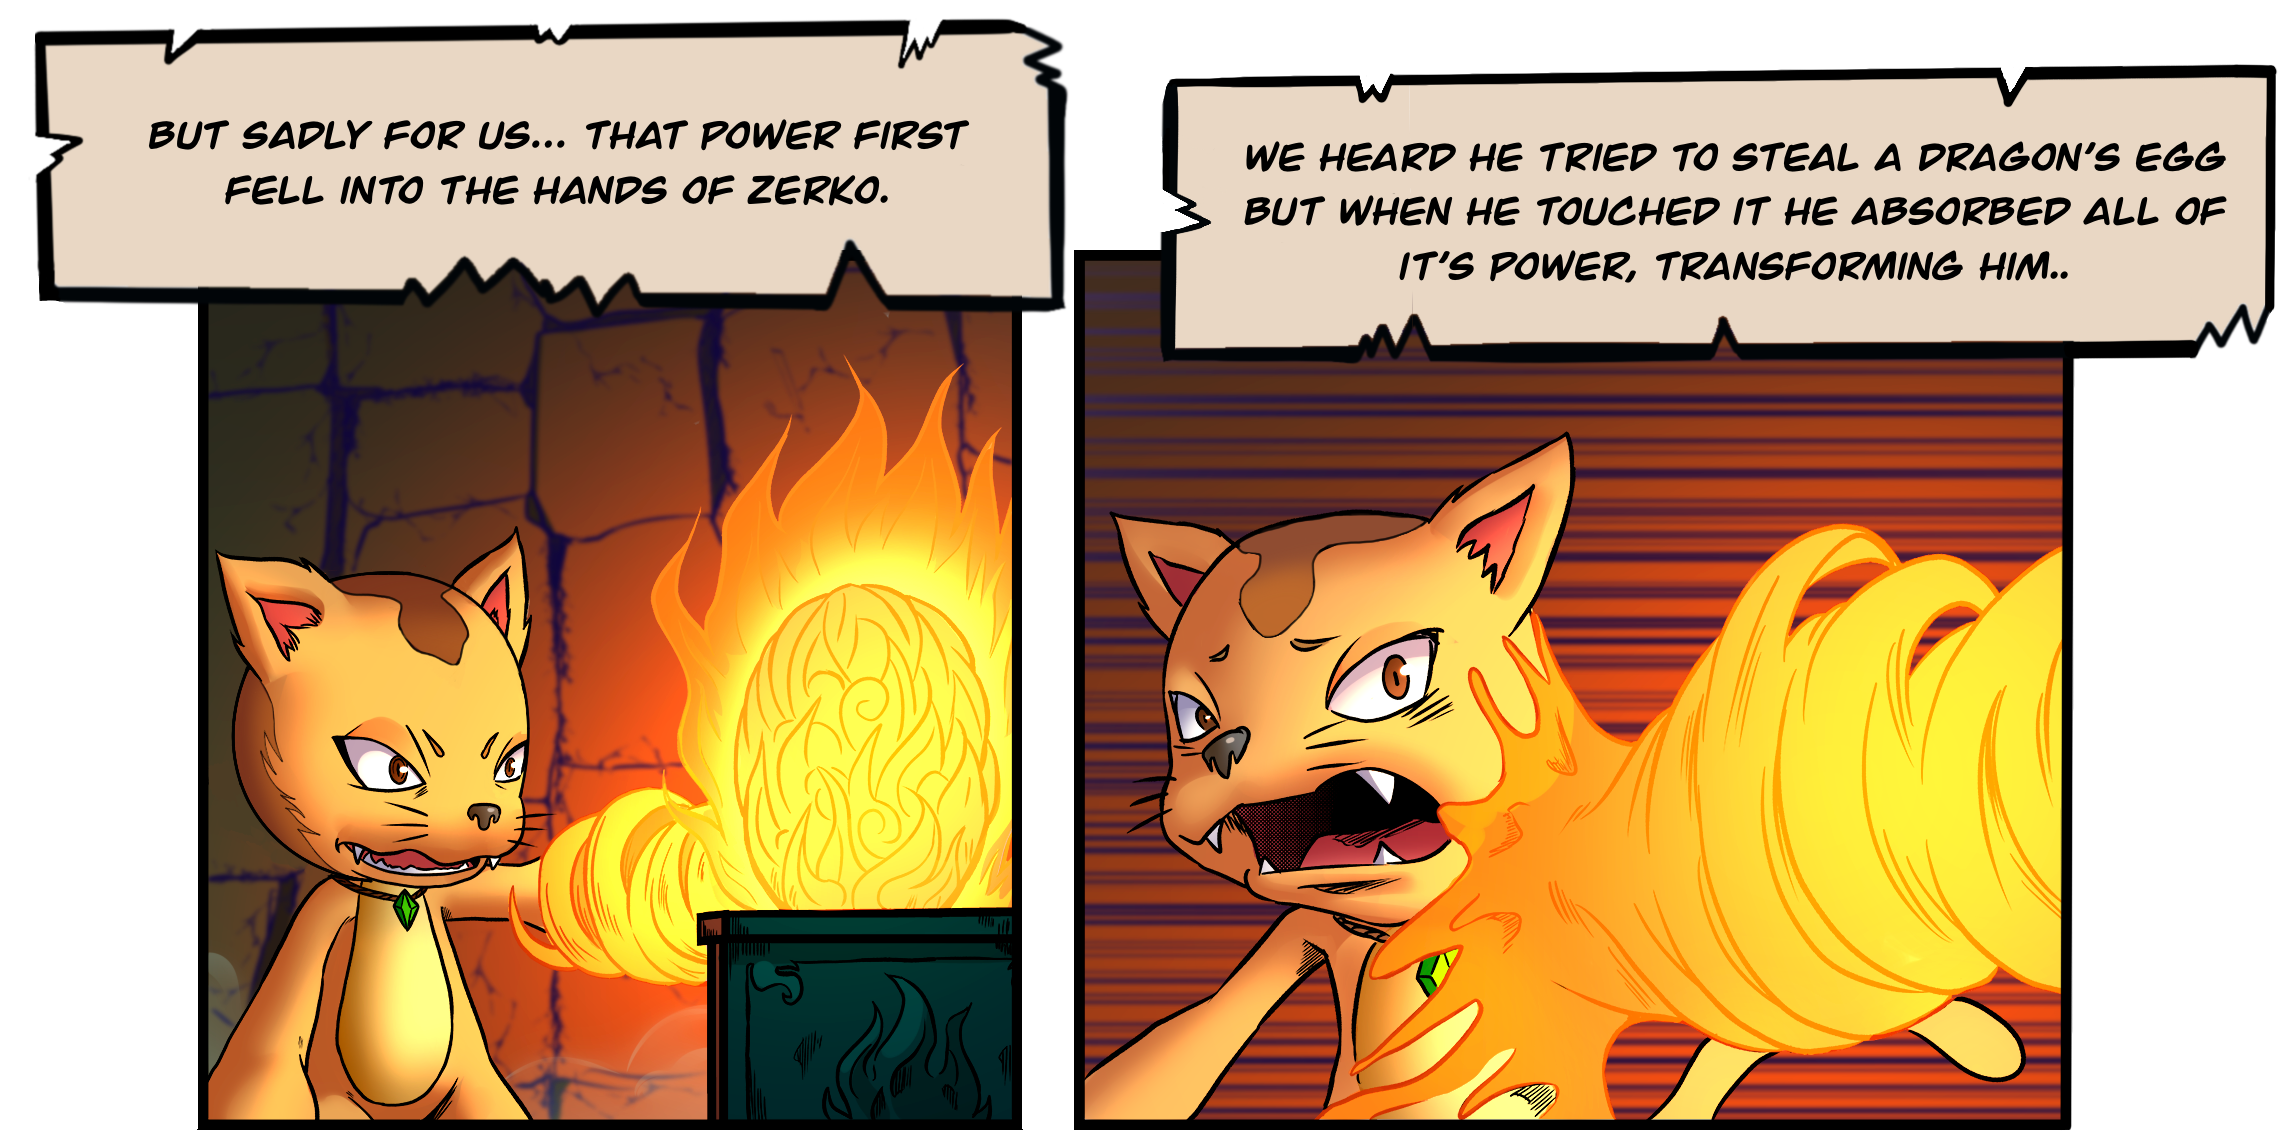 BUT SADLY FOR US... THAT POWER FIRST
FELL INTO THE HANDS OF ZERKO.
WE HEARD HE TRIED TO STEAL A DRAGON'S EGG
BUT WHEN HE TOUCHED IT HE ABSORBED ALL OF
IT'S POWER, TRANSFORMING HIM..